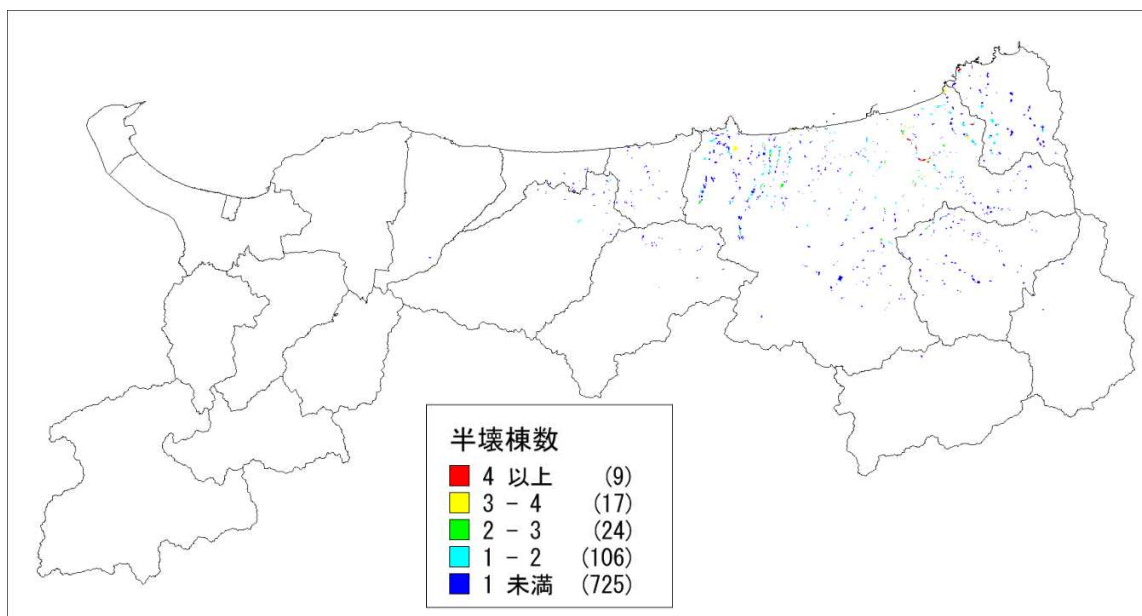 半壊棟数
4 以上 (9)
3 - 4 (17)
2 - 3 (24)
1 - 2 (106)
1 未満 (725)